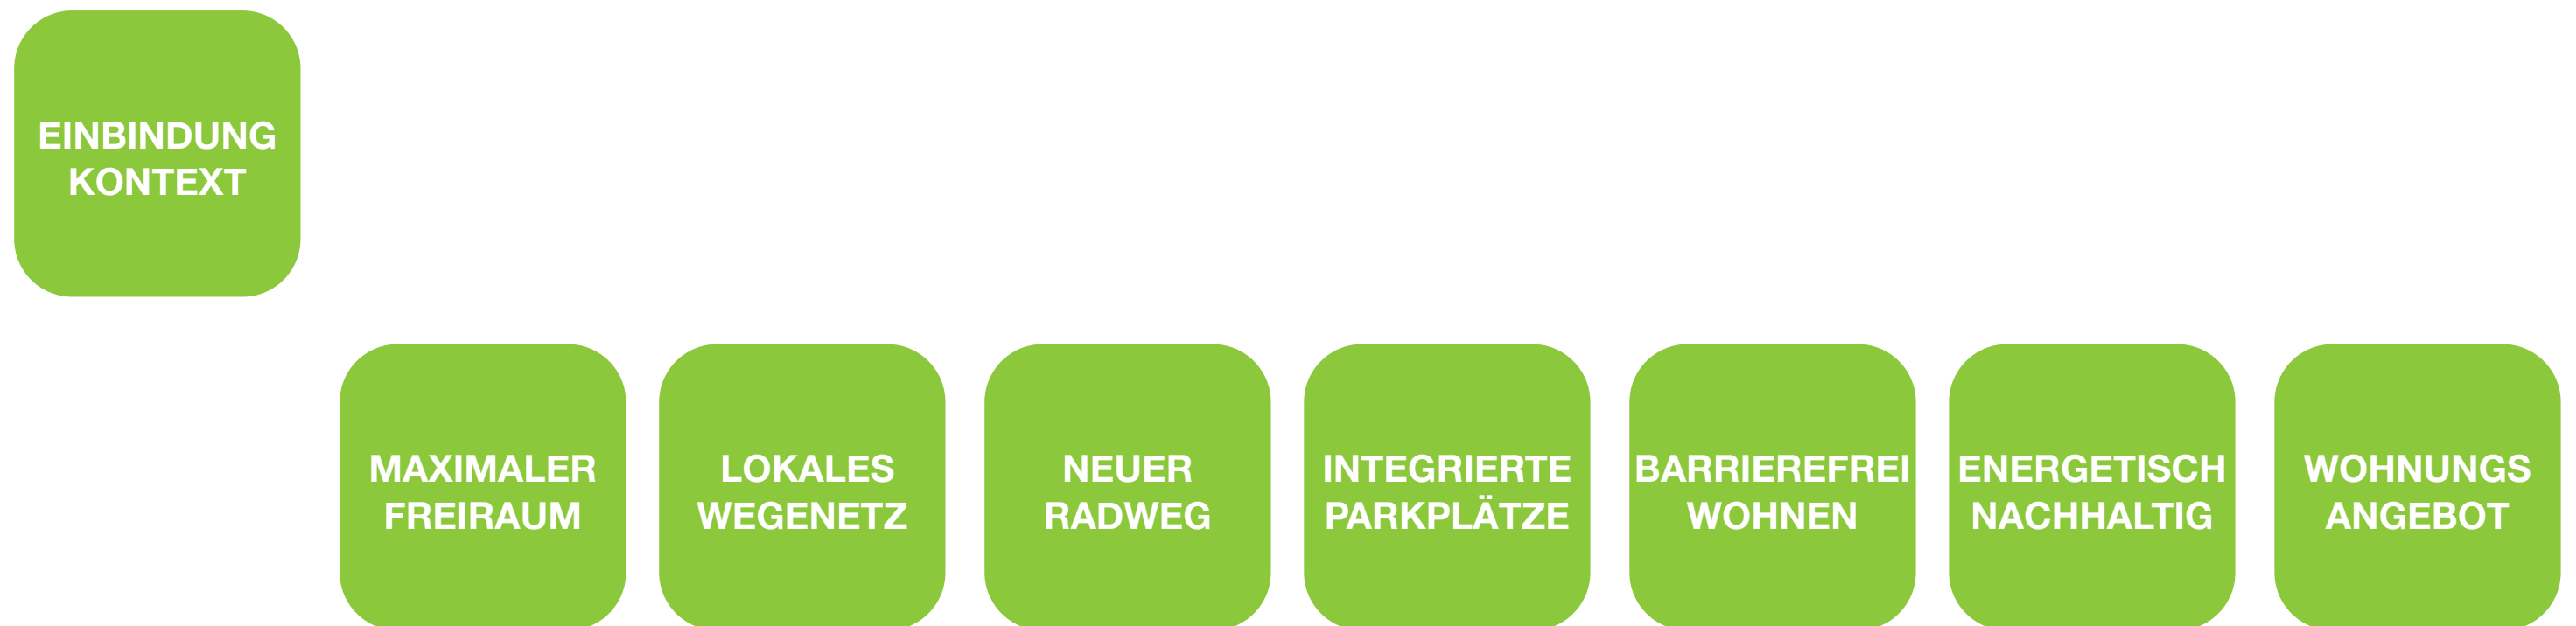 EINBINDUNG
KONTEXT
MAXIMALER
FREIRAUM
LOKALES
WEGENETZ
NEUER
RADWEG
INTEGRIERTE
PARKPLÄTZE
BARRIEREFREI
WOHNEN
ENERGETISCH
NACHHALTIG
WOHNUNGS
ANGEBOT